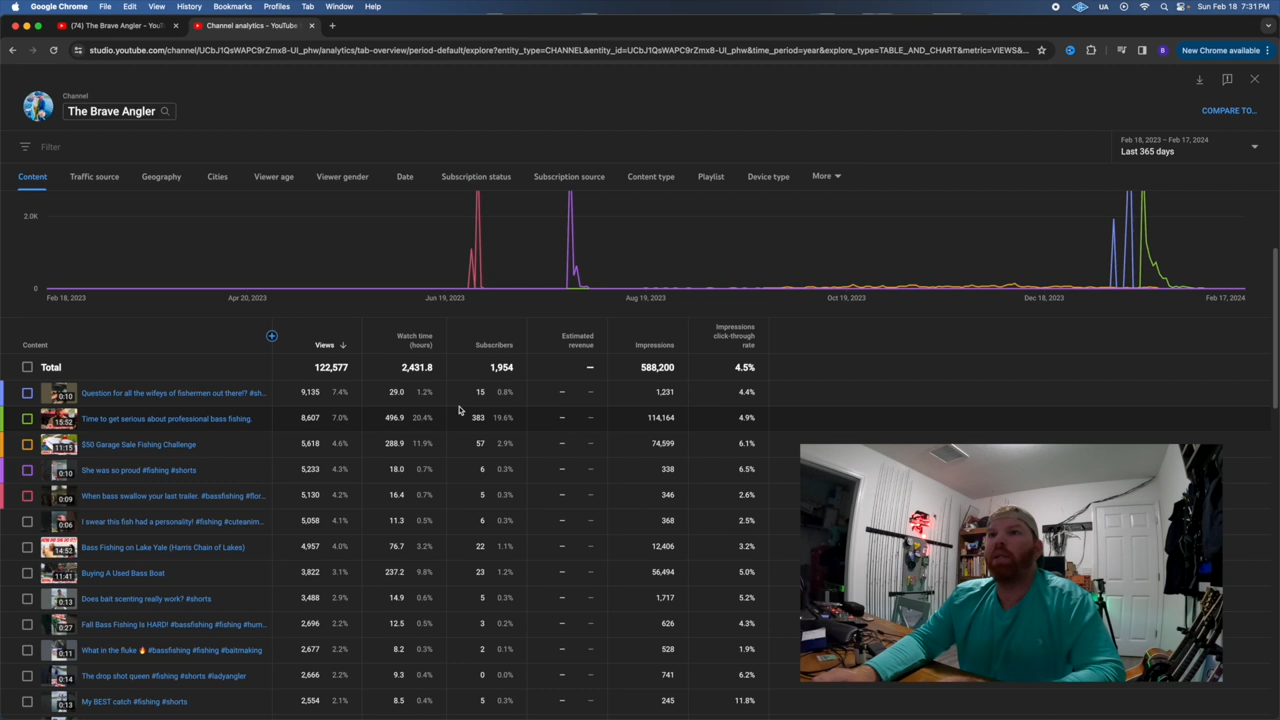 Google Chrome File Edit View History Bookmarks Profiles Tab Window Help UA Sun Feb 18 7:31 PM
(74) The Brave Angler - YouT Channel analytics - YouTube
studio.youtube.com/channel/UCbJ1QsWAPC9rZmx8-UI_phw/analytics/tab-overview/period-default/explore?entity_type=CHANNEL&entity_id=UCbJ1QsWAPC9rZmx8-UI_phw&time_period=year&explore_type=TABLE_AND_CHART&metric=VIEWS&... B New Chrome available
Channel
The Brave Angler
COMPARE TO...
Filter
Feb 18, 2023 – Feb 17, 2024
Last 365 days
Content Traffic source Geography Cities Viewer age Viewer gender Date Subscription status Subscription source Content type Playlist Device type More
2.0K
0
Feb 18, 2023 Apr 20, 2023 Jun 19, 2023 Aug 19, 2023 Oct 19, 2023 Dec 18, 2023 Feb 17, 2024
Content Views Watch time (hours) Subscribers Estimated revenue Impressions Impressions click-through rate
Total 122,577 2,431.8 1,954 — 588,200 4.5%
0:10 Question for all the wifeys of fishermen out there!? #sh... 9,135 7.4% 29.0 1.2% 15 0.8% — — 1,231 4.4%
15:52 Time to get serious about professional bass fishing. 8,607 7.0% 496.9 20.4% 383 19.6% — — 114,164 4.9%
11:15 $50 Garage Sale Fishing Challenge 5,618 4.6% 288.9 11.9% 57 2.9% — — 74,599 6.1%
0:10 She was so proud #fishing #shorts 5,233 4.3% 18.0 0.7% 6 0.3% — — 338 6.5%
0:09 When bass swallow your last trailer. #bassfishing #flor... 5,130 4.2% 16.4 0.7% 5 0.3% — — 346 2.6%
0:06 I swear this fish had a personality! #fishing #cuteanim... 5,058 4.1% 11.3 0.5% 6 0.3% — — 368 2.5%
14:52 Bass Fishing on Lake Yale (Harris Chain of Lakes) 4,957 4.0% 76.7 3.2% 22 1.1% — — 12,406 3.2%
11:41 Buying A Used Bass Boat 3,822 3.1% 237.2 9.8% 23 1.2% — — 56,494 5.0%
0:13 Does bait scenting really work? #shorts 3,488 2.9% 14.9 0.6% 5 0.3% — — 1,717 5.2%
0:27 Fall Bass Fishing Is HARD! #bassfishing #fishing #hum... 2,696 2.2% 12.5 0.5% 3 0.2% — — 626 4.3%
0:11 What in the fluke 🔥 #bassfishing #fishing #baitmaking 2,677 2.2% 8.2 0.3% 2 0.1% — — 528 1.9%
0:14 The drop shot queen #fishing #shorts #ladyangler 2,666 2.2% 9.3 0.4% 0 0.0% — — 741 6.2%
0:13 My BEST catch #fishing #shorts 2,554 2.1% 8.5 0.4% 5 0.3% — — 245 11.8%